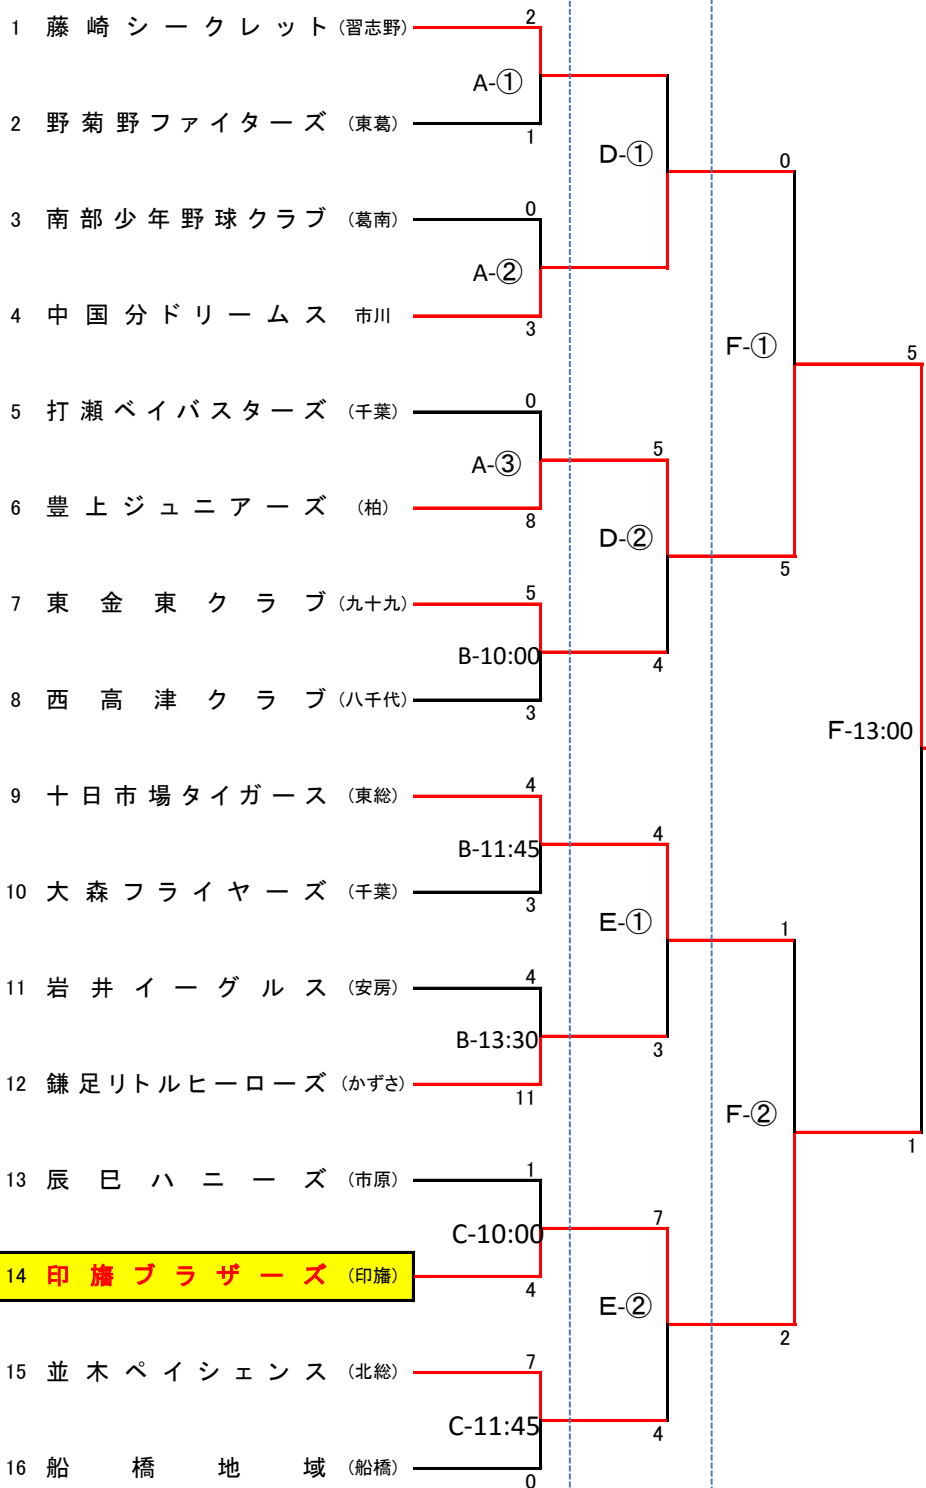 2
1 藤崎シークレット (習志野)
A-①
2 野菊野ファイターズ (東葛)
1
D-①
0
0
3 南部少年野球クラブ (葛南)
A-②
4 中国分ドリームス 市川
3
F-①
5
0
5 打瀬ベイバスターズ (千葉)
5
A-③
6 豊上ジュニアーズ (柏)
8
D-②
5
5
7 東金東クラブ (九十九)
B-10:00
4
8 西高津クラブ (八千代)
3
F-13:00
4
9 十日市場タイガース (東総)
4
B-11:45
10 大森フライヤーズ (千葉)
3
E-①
1
4
11 岩井イーグルス (安房)
B-13:30
3
12 鎌足リトルヒーローズ (かずさ)
11
F-②
1
1
13 辰巳ハニーズ (市原)
7
C-10:00
14 印旛ブラザーズ (印旛)
4
E-②
2
7
15 並木ペイシェンス (北総)
C-11:45
4
16 船橋地域 (船橋)
0